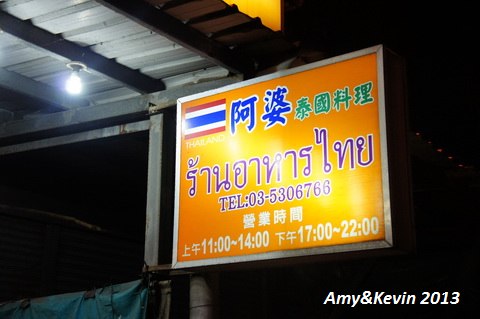 阿婆 泰國料理
THAILAND
ร้านอาหารไทย
TEL:03-5306766
營業時間
上午11:00~14:00 下午17:00~22:00
Amy&Kevin 2013